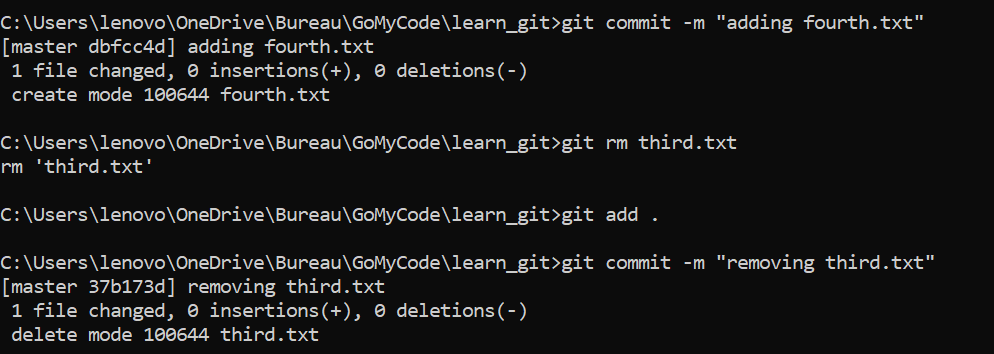 C:\Users\lenovo\OneDrive\Bureau\GoMyCode\learn_git>git commit -m "adding fourth.txt"
[master dbfcc4d] adding fourth.txt
 1 file changed, 0 insertions(+), 0 deletions(-)
 create mode 100644 fourth.txt

C:\Users\lenovo\OneDrive\Bureau\GoMyCode\learn_git>git rm third.txt
rm 'third.txt'

C:\Users\lenovo\OneDrive\Bureau\GoMyCode\learn_git>git add .

C:\Users\lenovo\OneDrive\Bureau\GoMyCode\learn_git>git commit -m "removing third.txt"
[master 37b173d] removing third.txt
 1 file changed, 0 insertions(+), 0 deletions(-)
 delete mode 100644 third.txt